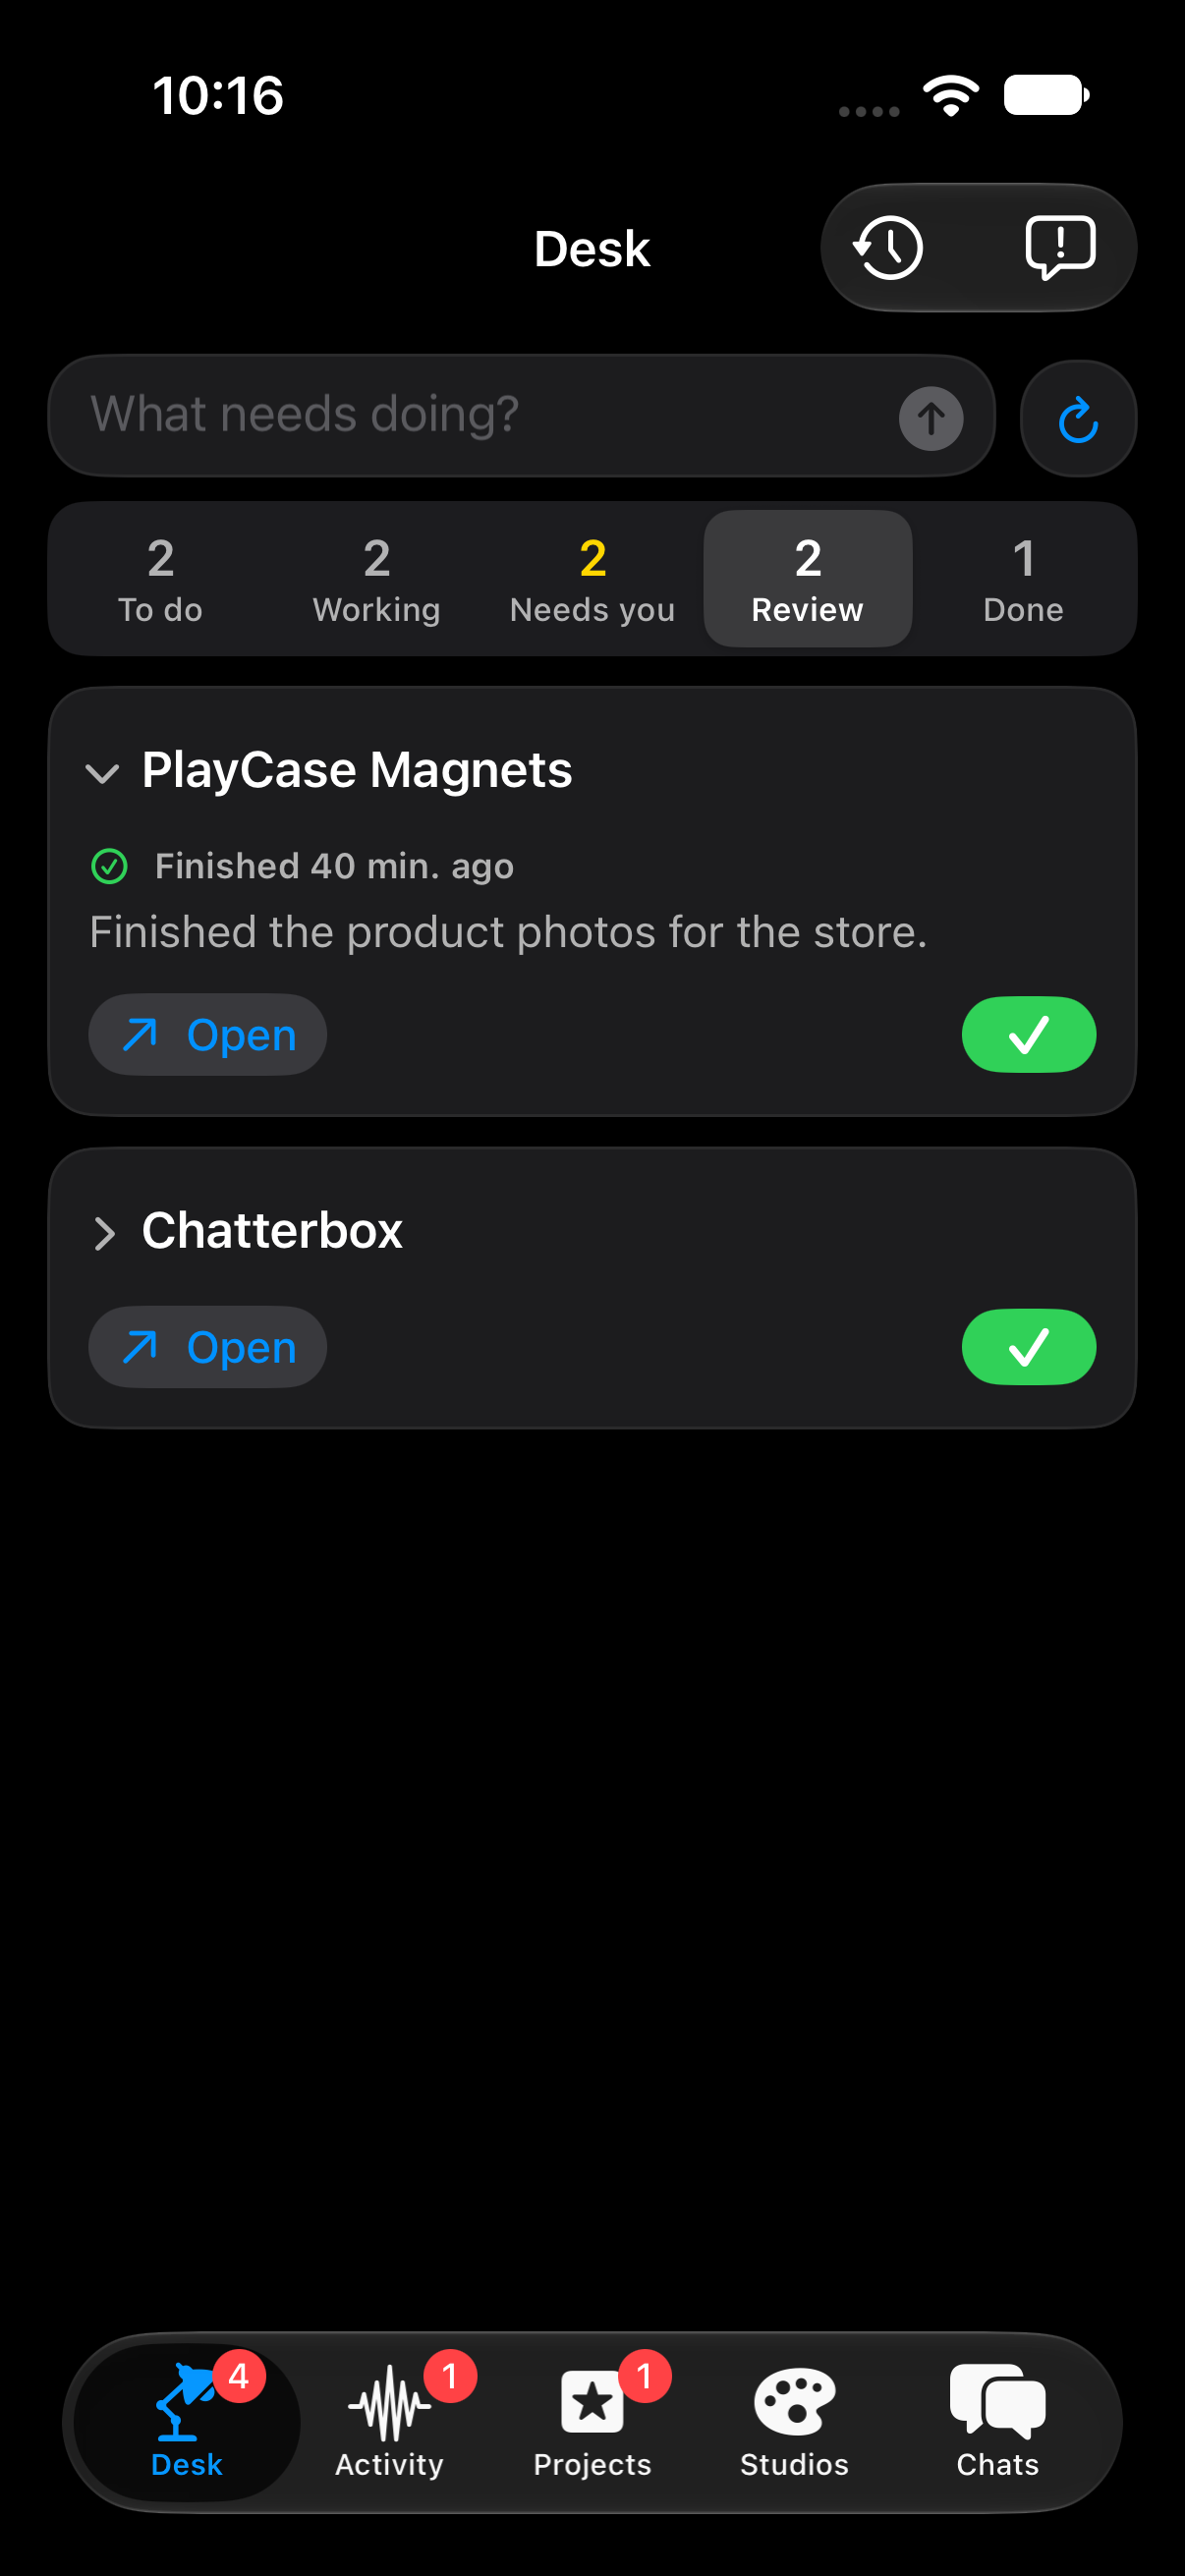 10:16
Desk
What needs doing?
2 2 2 2 1
To do Working Needs you Review Done
PlayCase Magnets
Finished 40 min. ago
Finished the product photos for the store.
Open
Chatterbox
Open
4 1 1
Desk Activity Projects Studios Chats